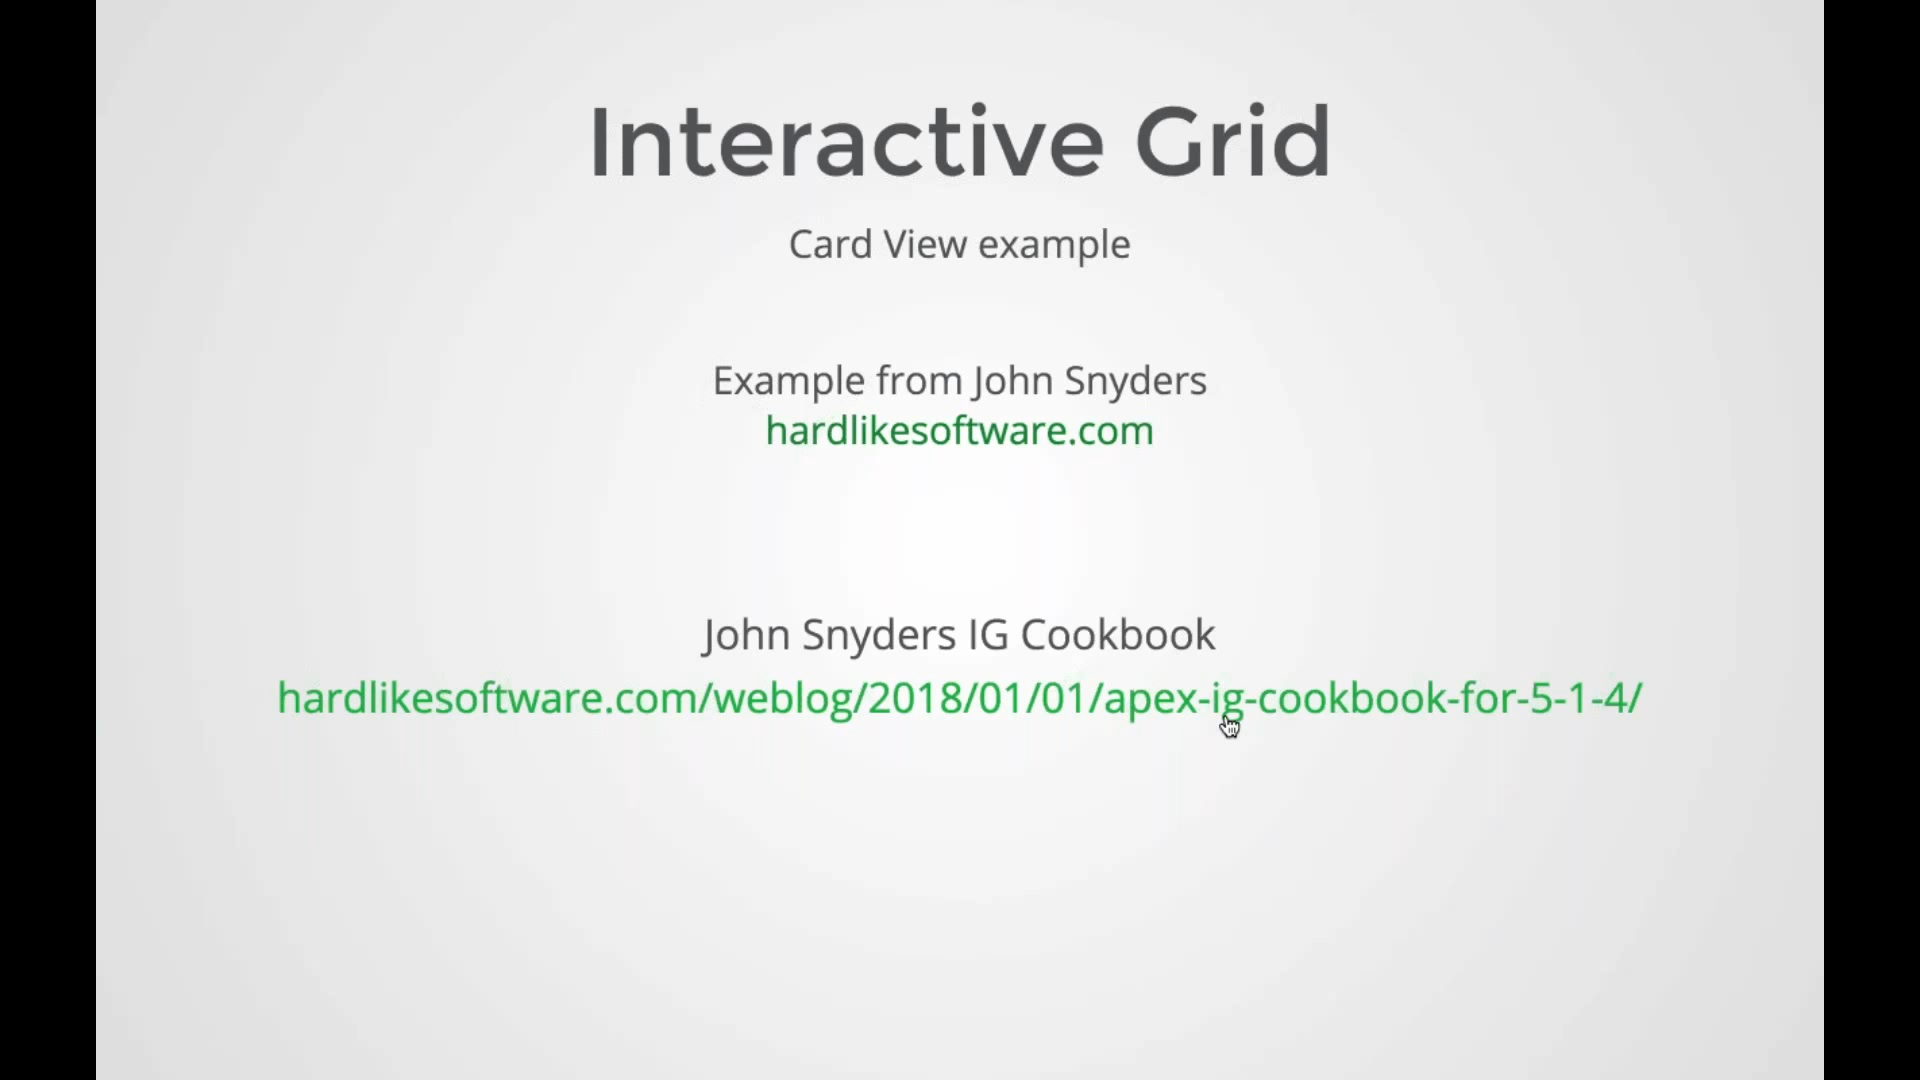 Interactive Grid
Card View example
Example from John Snyders
hardlikesoftware.com
John Snyders IG Cookbook
hardlikesoftware.com/weblog/2018/01/01/apex-ig-cookbook-for-5-1-4/